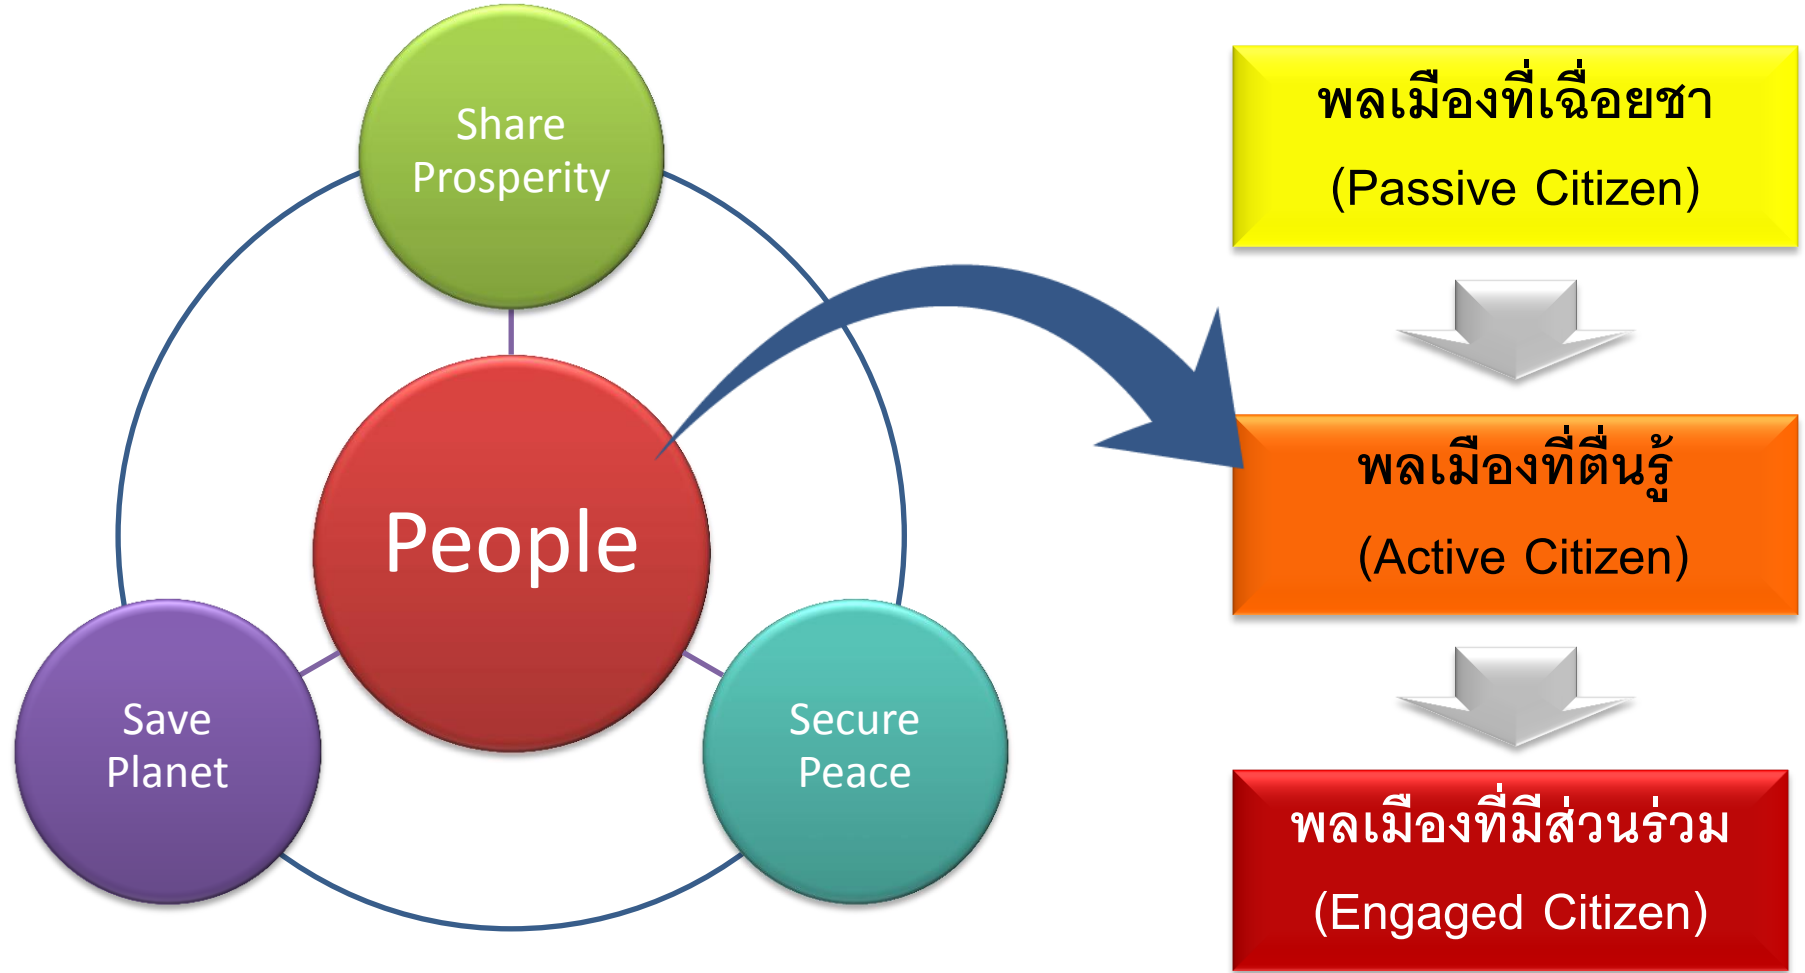 Share
Prosperity
People
Save
Planet
Secure
Peace
พลเมืองที่เฉื่อยชา
(Passive Citizen)
พลเมืองที่ตื่นรู้
(Active Citizen)
พลเมืองที่มีส่วนร่วม
(Engaged Citizen)